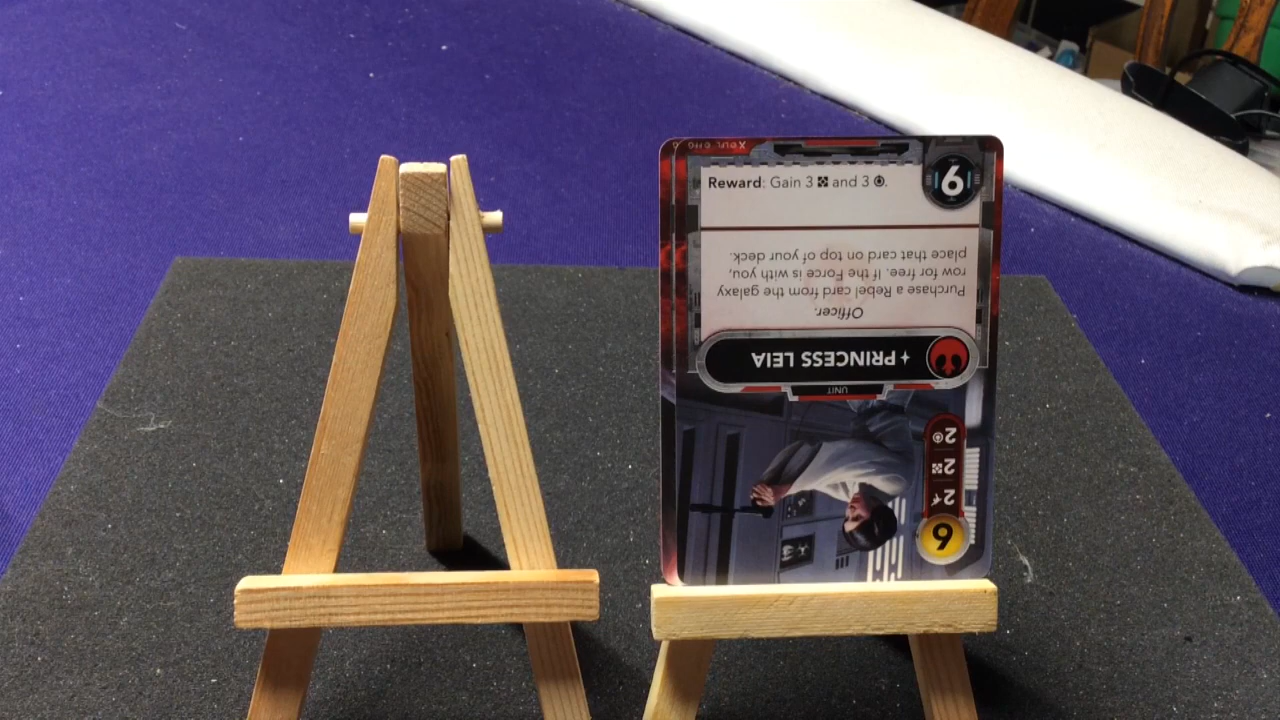 Reward: Gain 3 and 3 .
6
PRINCESS LEIA
UNIT
Officer.
Purchase a Rebel card from the galaxy
row for free. If the Force is with you,
place that card on top of your deck.
6
2
2
2